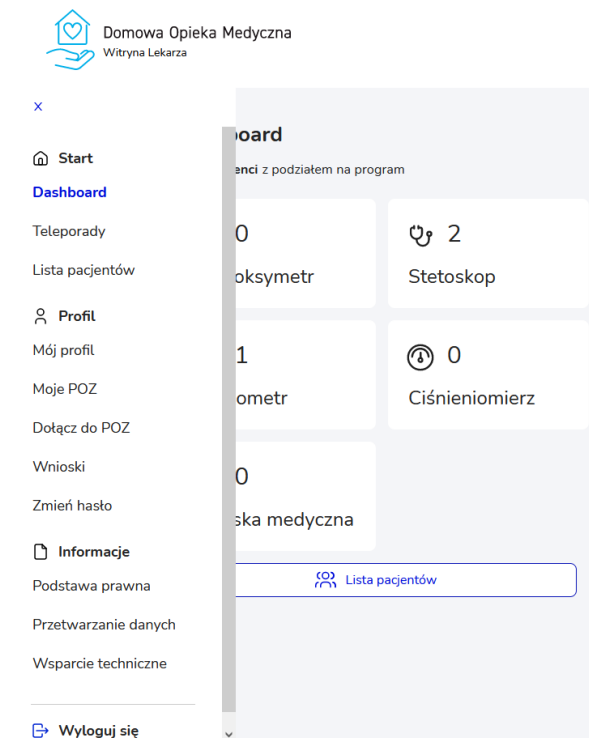 Domowa Opieka Medyczna
Witryna Lekarza
x
Start
Dashboard
Teleporady
Lista pacjentów
Profil
Mój profil
Moje POZ
Dołącz do POZ
Wnioski
Zmień hasło
Informacje
Podstawa prawna
Przetwarzanie danych
Wsparcie techniczne
Wyloguj się
board
enci z podziałem na program
0
oksymetr
2
Stetoskop
1
ometr
0
Ciśnieniomierz
0
ska medyczna
Lista pacjentów